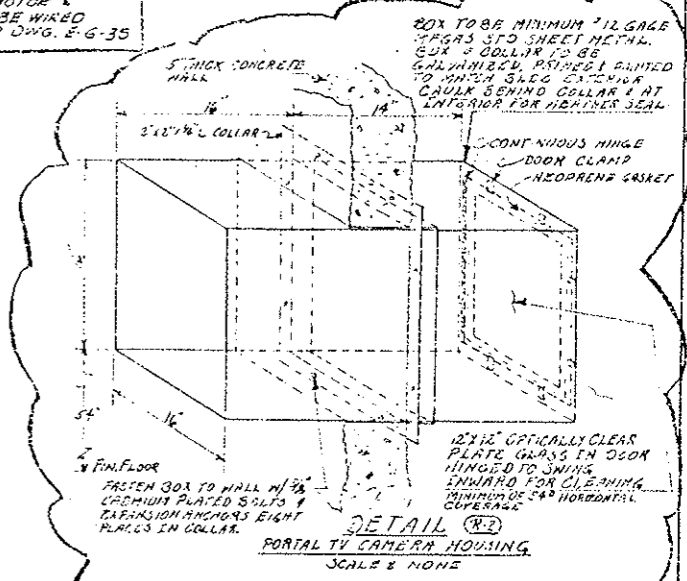 MOTOR &
BE WIRED
DWG. E-6-35
BOX TO BE MINIMUM #12 GAGE
MFGRS STD SHEET METAL.
BOX & COLLAR TO BE
GALVANIZED, PRIMED & PAINTED
TO MATCH BLDG EXTERIOR
CAULK BEHIND COLLAR & AT
INTERIOR FOR WEATHER SEAL
5" THICK CONCRETE
WALL
16"
14"
2"x2" L COLLAR
CONTINUOUS HINGE
DOOR CLAMP
NEOPRENE GASKET
54"
16"
FIN. FLOOR
FASTEN BOX TO WALL W/ 3/8"
CADMIUM PLATED BOLTS &
EXPANSION ANCHORS EIGHT
PLACES IN COLLAR.
12"x12" OPTICALLY CLEAR
PLATE GLASS IN DOOR
HINGED TO SWING
INWARD FOR CLEANING
MINIMUM OF 54° HORIZONTAL
COVERAGE
DETAIL R-2
PORTAL TV CAMERA HOUSING
SCALE: NONE